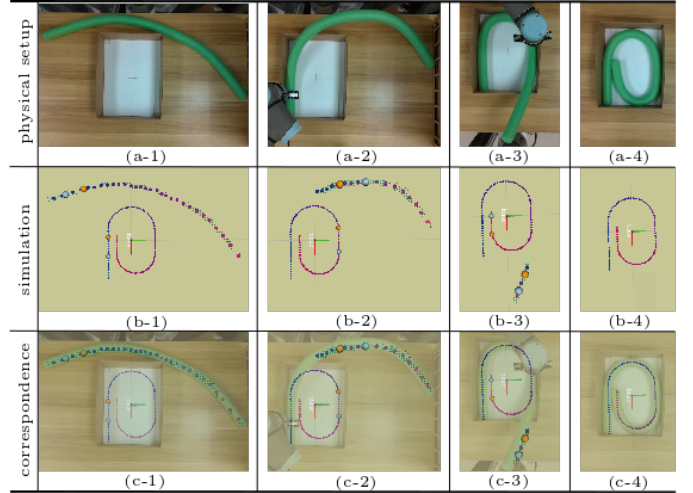 physical setup
(a-1) (a-2) (a-3) (a-4)
simulation
(b-1) (b-2) (b-3) (b-4)
correspondence
(c-1) (c-2) (c-3) (c-4)